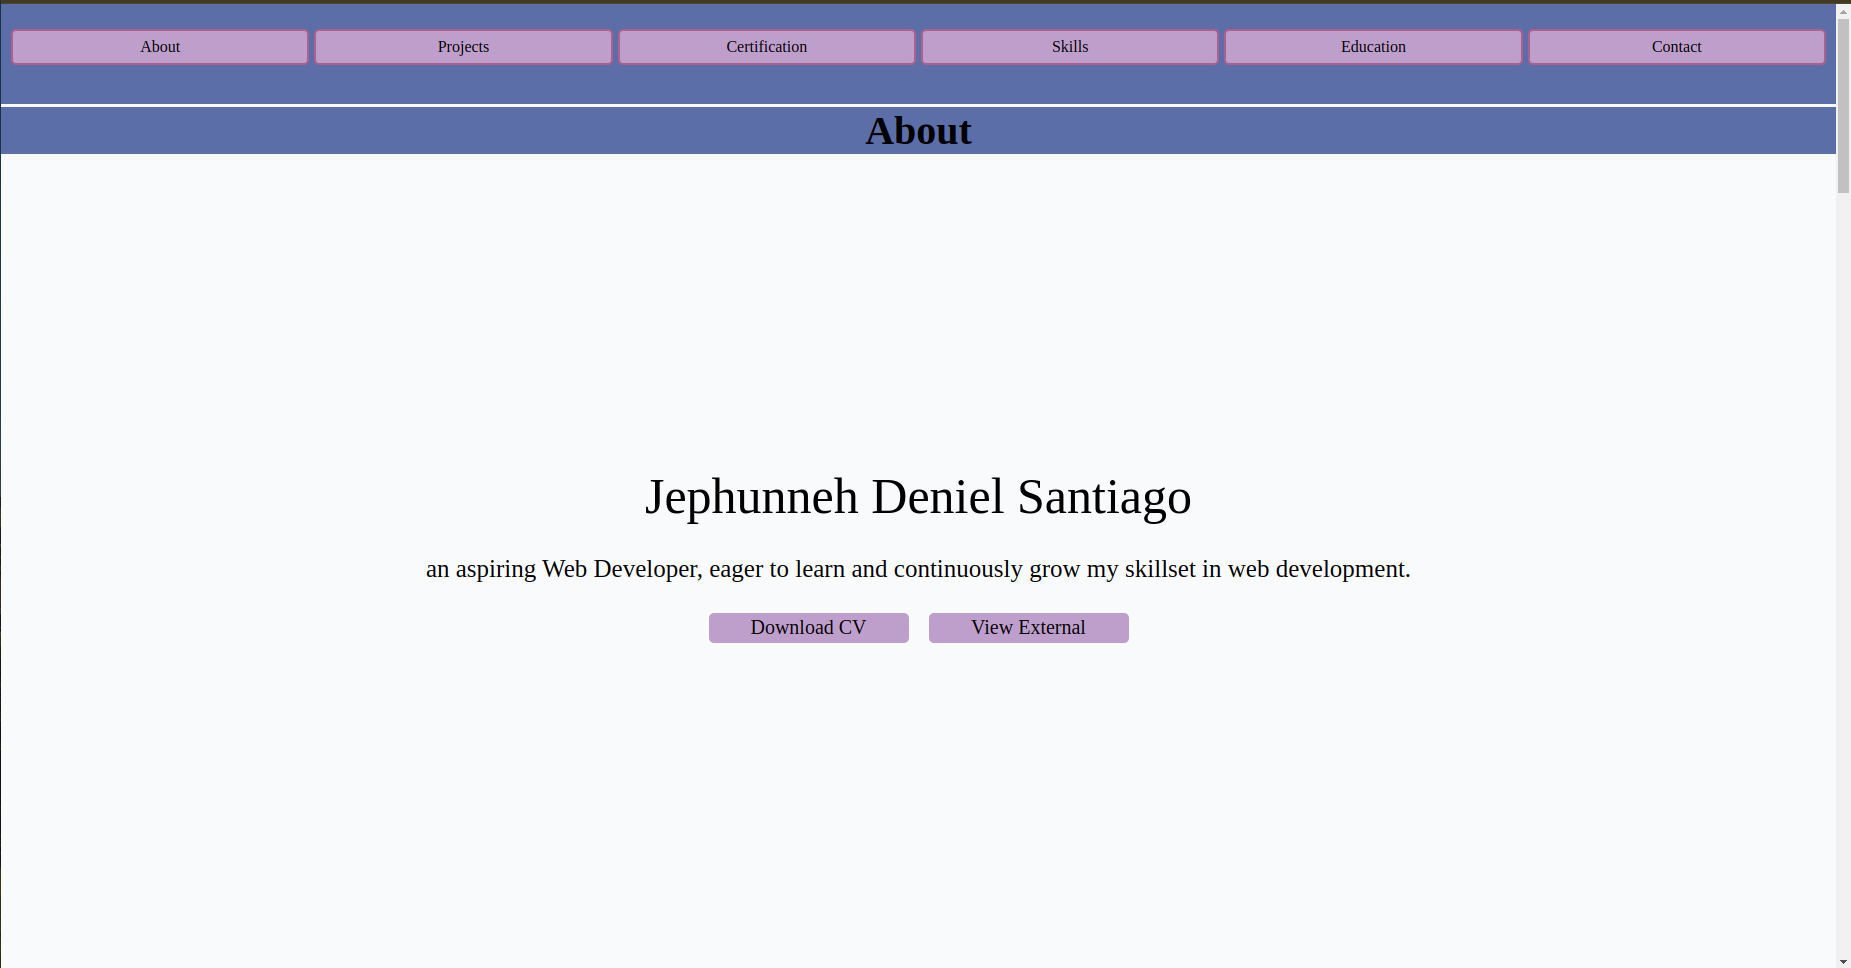 About
Projects
Certification
Skills
Education
Contact
About
Jephunneh Deniel Santiago
an aspiring Web Developer, eager to learn and continuously grow my skillset in web development.
Download CV
View External